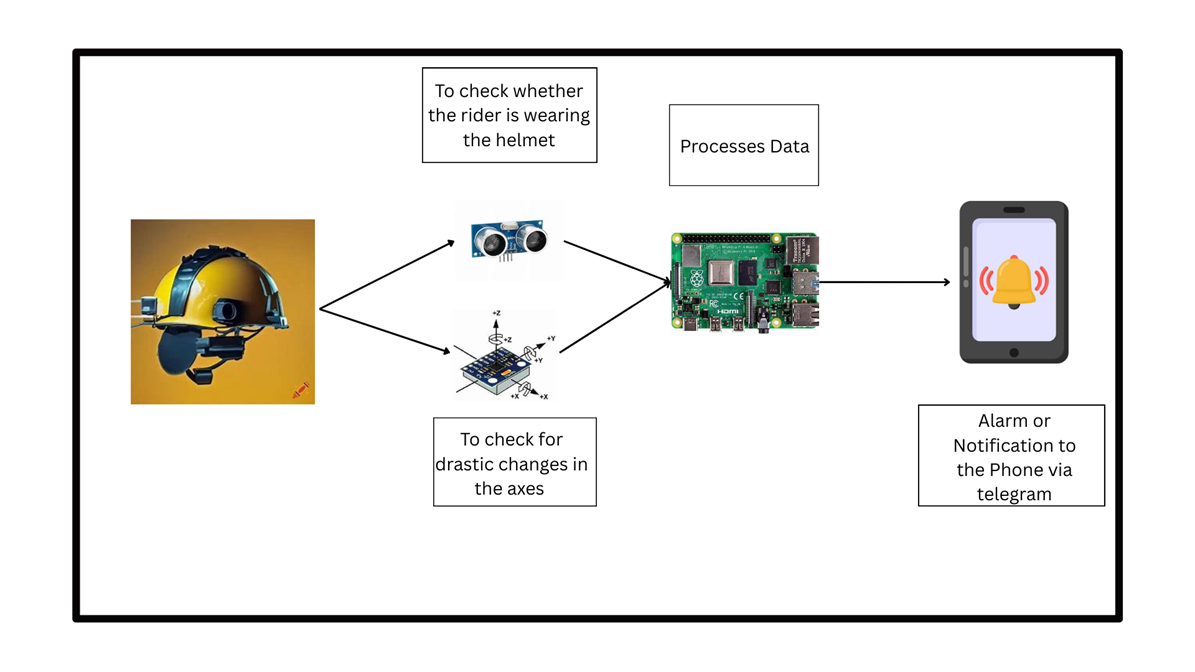 To check whether
the rider is wearing
the helmet
Processes Data
+Z
+Z
+Y
+Y
+X
+X
HDMI
To check for
drastic changes in
the axes
Alarm or
Notification to
the Phone via
telegram